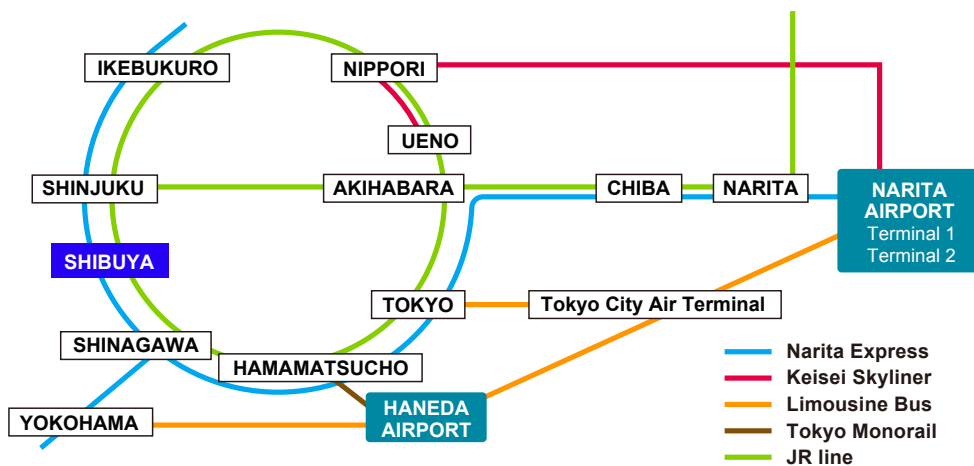 IKEBUKURO
NIPPORI
UENO
SHINJUKU
AKIHABARA
CHIBA
NARITA
NARITA
AIRPORT
Terminal 1
Terminal 2
SHIBUYA
TOKYO
Tokyo City Air Terminal
SHINAGAWA
HAMAMATSUCHO
YOKOHAMA
HANEDA
AIRPORT
Narita Express
Keisei Skyliner
Limousine Bus
Tokyo Monorail
JR line